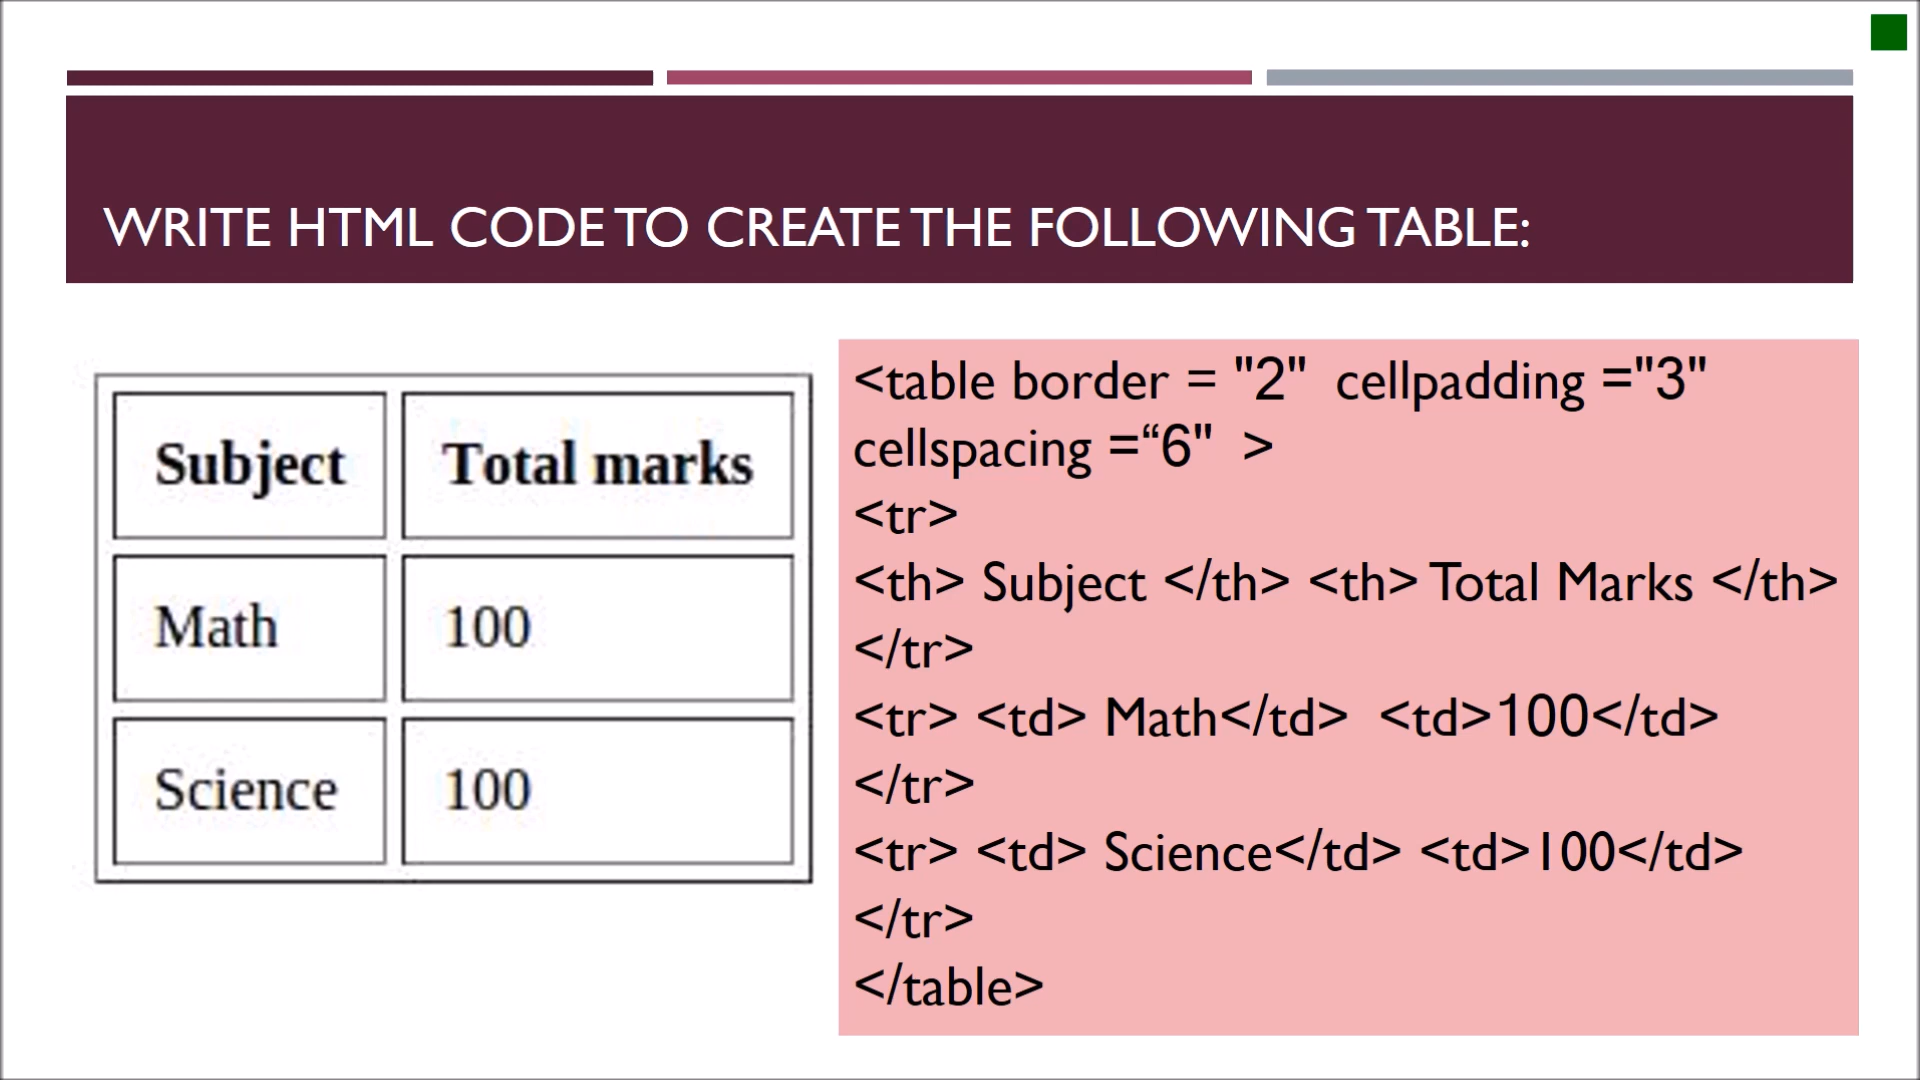 WRITE HTML CODE TO CREATE THE FOLLOWING TABLE:
Subject Total marks
Math 100
Science 100
<table border = "2"  cellpadding ="3"
cellspacing =“6"  >
<tr>
<th> Subject </th> <th> Total Marks </th>
</tr>
<tr> <td> Math</td>  <td>100</td>
</tr>
<tr> <td> Science</td> <td>100</td>
</tr>
</table>